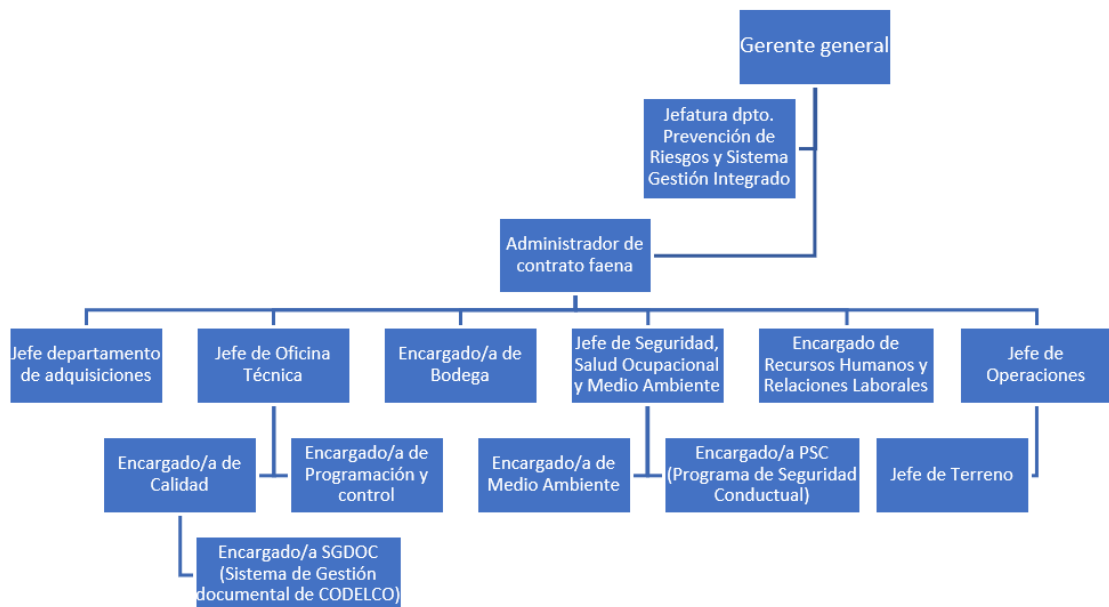 Gerente general
Jefatura dpto.
Prevención de
Riesgos y Sistema
Gestión Integrado
Administrador de
contrato faena
Jefe departamento
de adquisiciones
Jefe de Oficina
Técnica
Encargado/a de
Bodega
Jefe de Seguridad,
Salud Ocupacional
y Medio Ambiente
Encargado de
Recursos Humanos y
Relaciones Laborales
Jefe de
Operaciones
Encargado/a de
Calidad
Encargado/a de
Programación y
control
Encargado/a de
Medio Ambiente
Encargado/a PSC
(Programa de Seguridad
Conductual)
Jefe de Terreno
Encargado/a SGDOC
(Sistema de Gestión
documental de CODELCO)